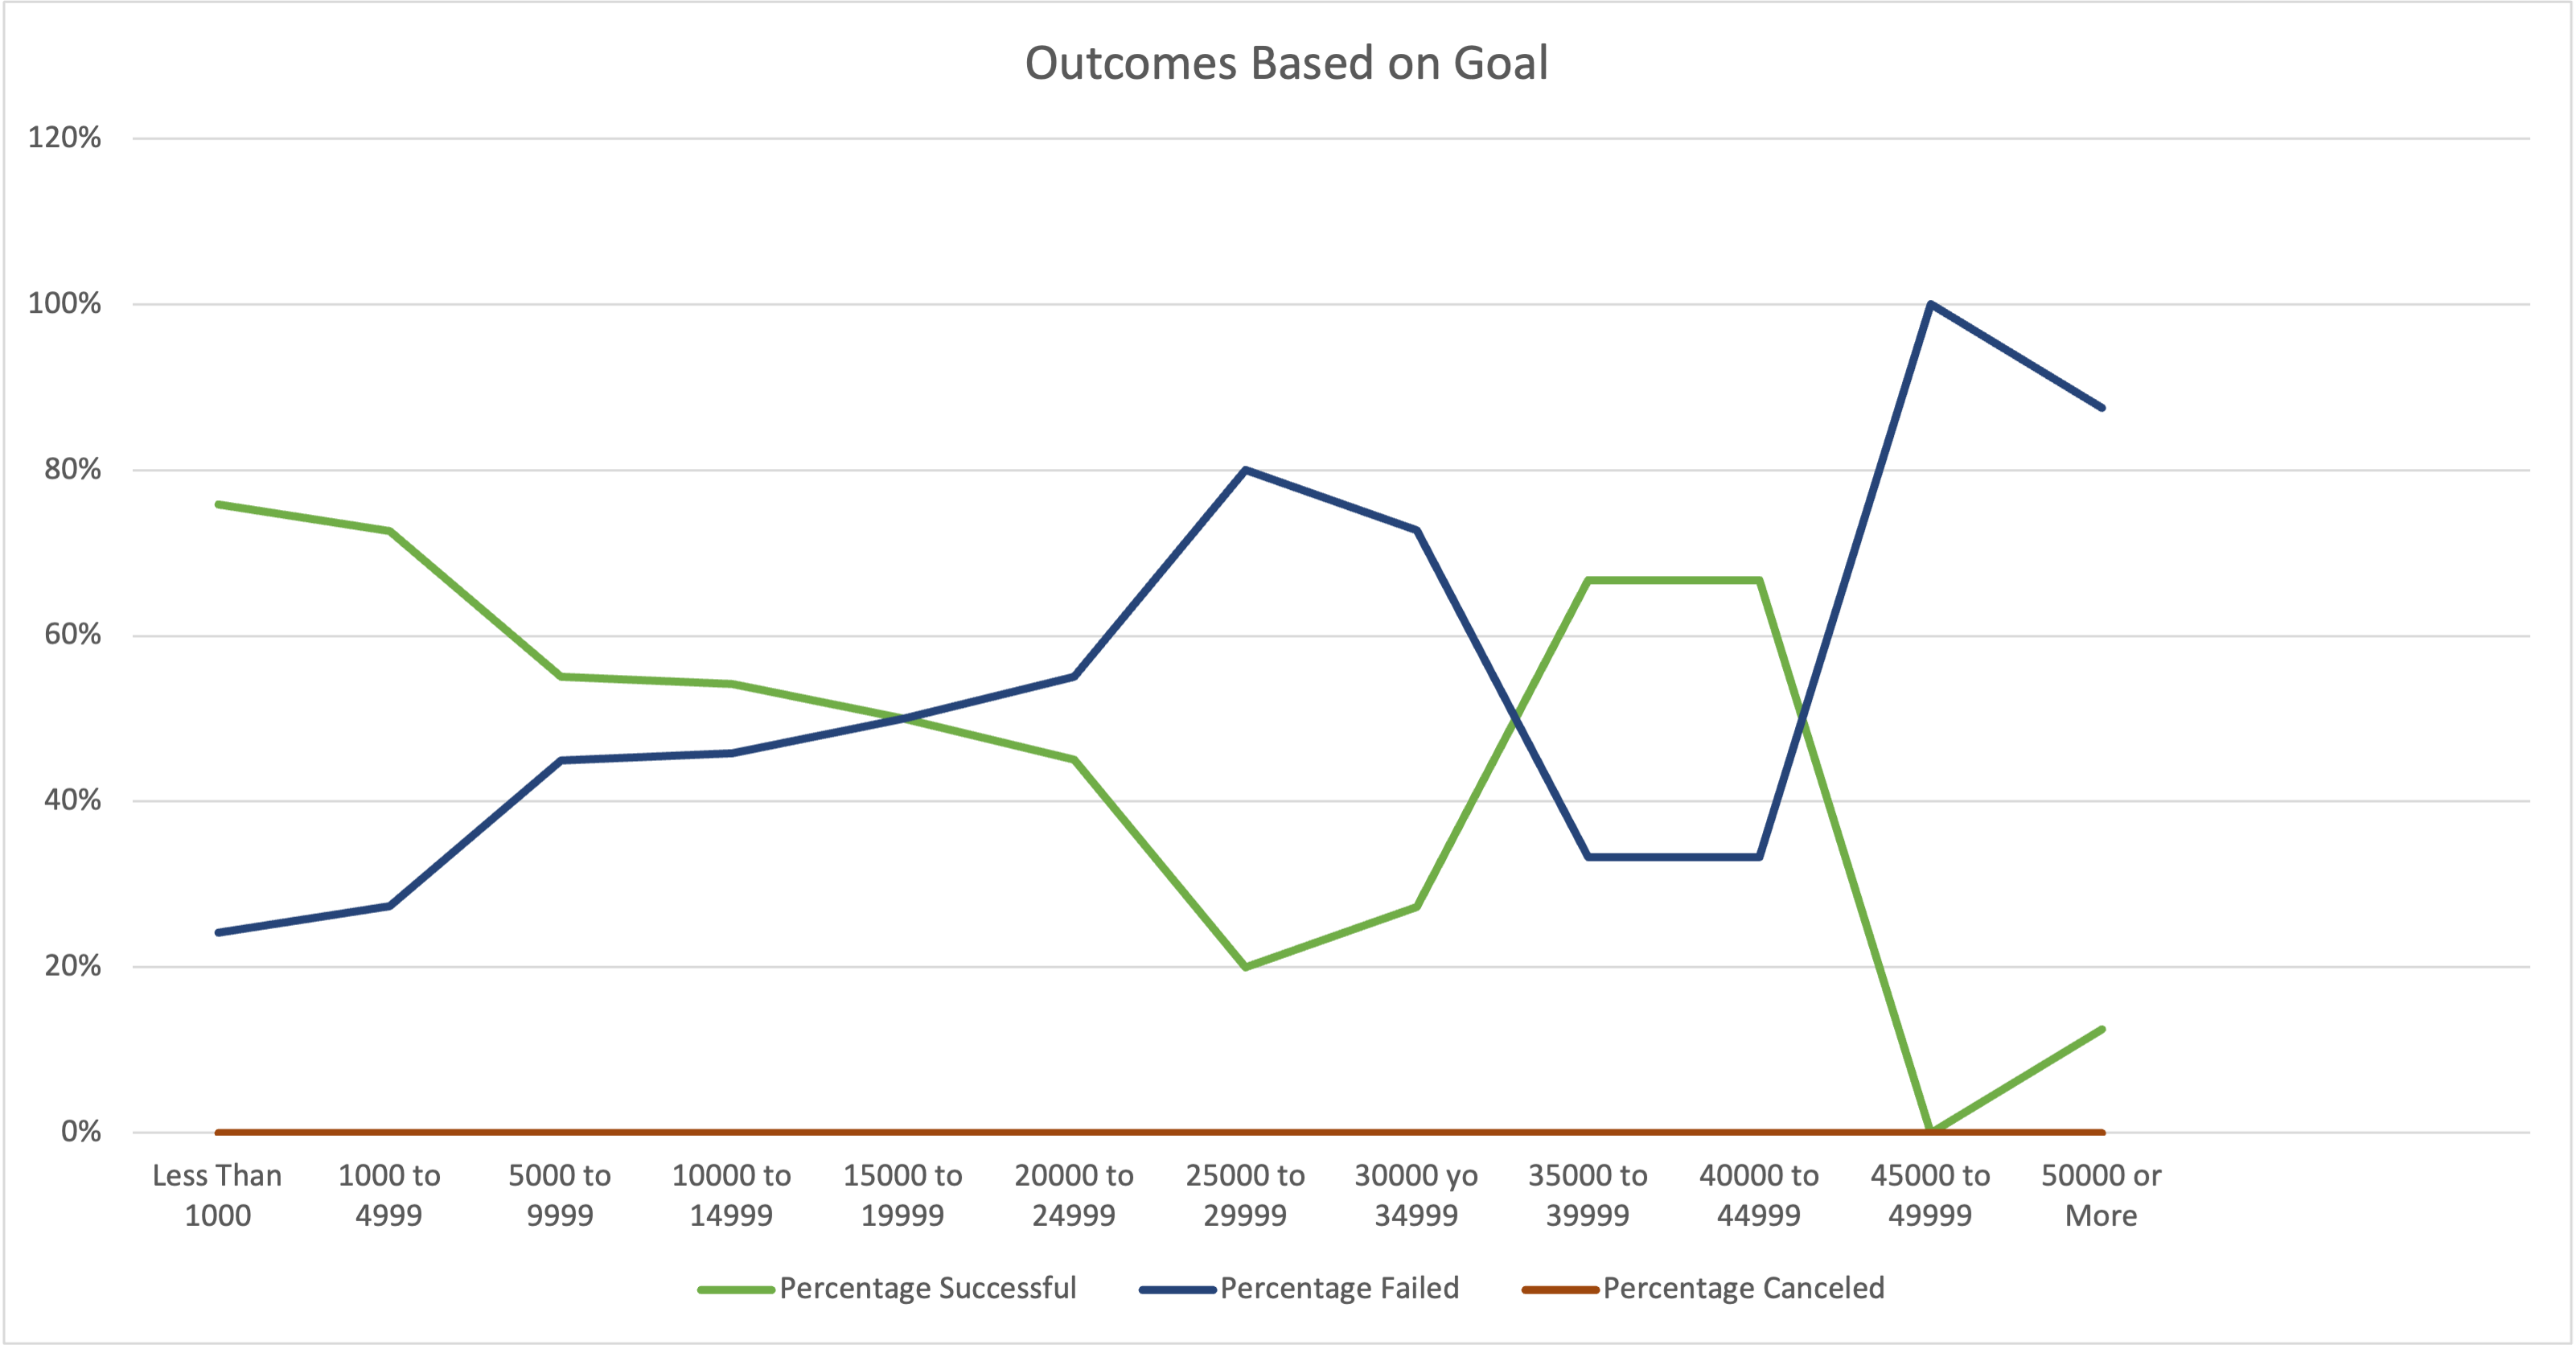 Outcomes Based on Goal
120%
100%
80%
60%
40%
20%
0%
Less Than 1000 to 5000 to 10000 to 15000 to 20000 to 25000 to 30000 yo 35000 to 40000 to 45000 to 50000 or
1000 4999 9999 14999 19999 24999 29999 34999 39999 44999 49999 More
Percentage Successful Percentage Failed Percentage Canceled